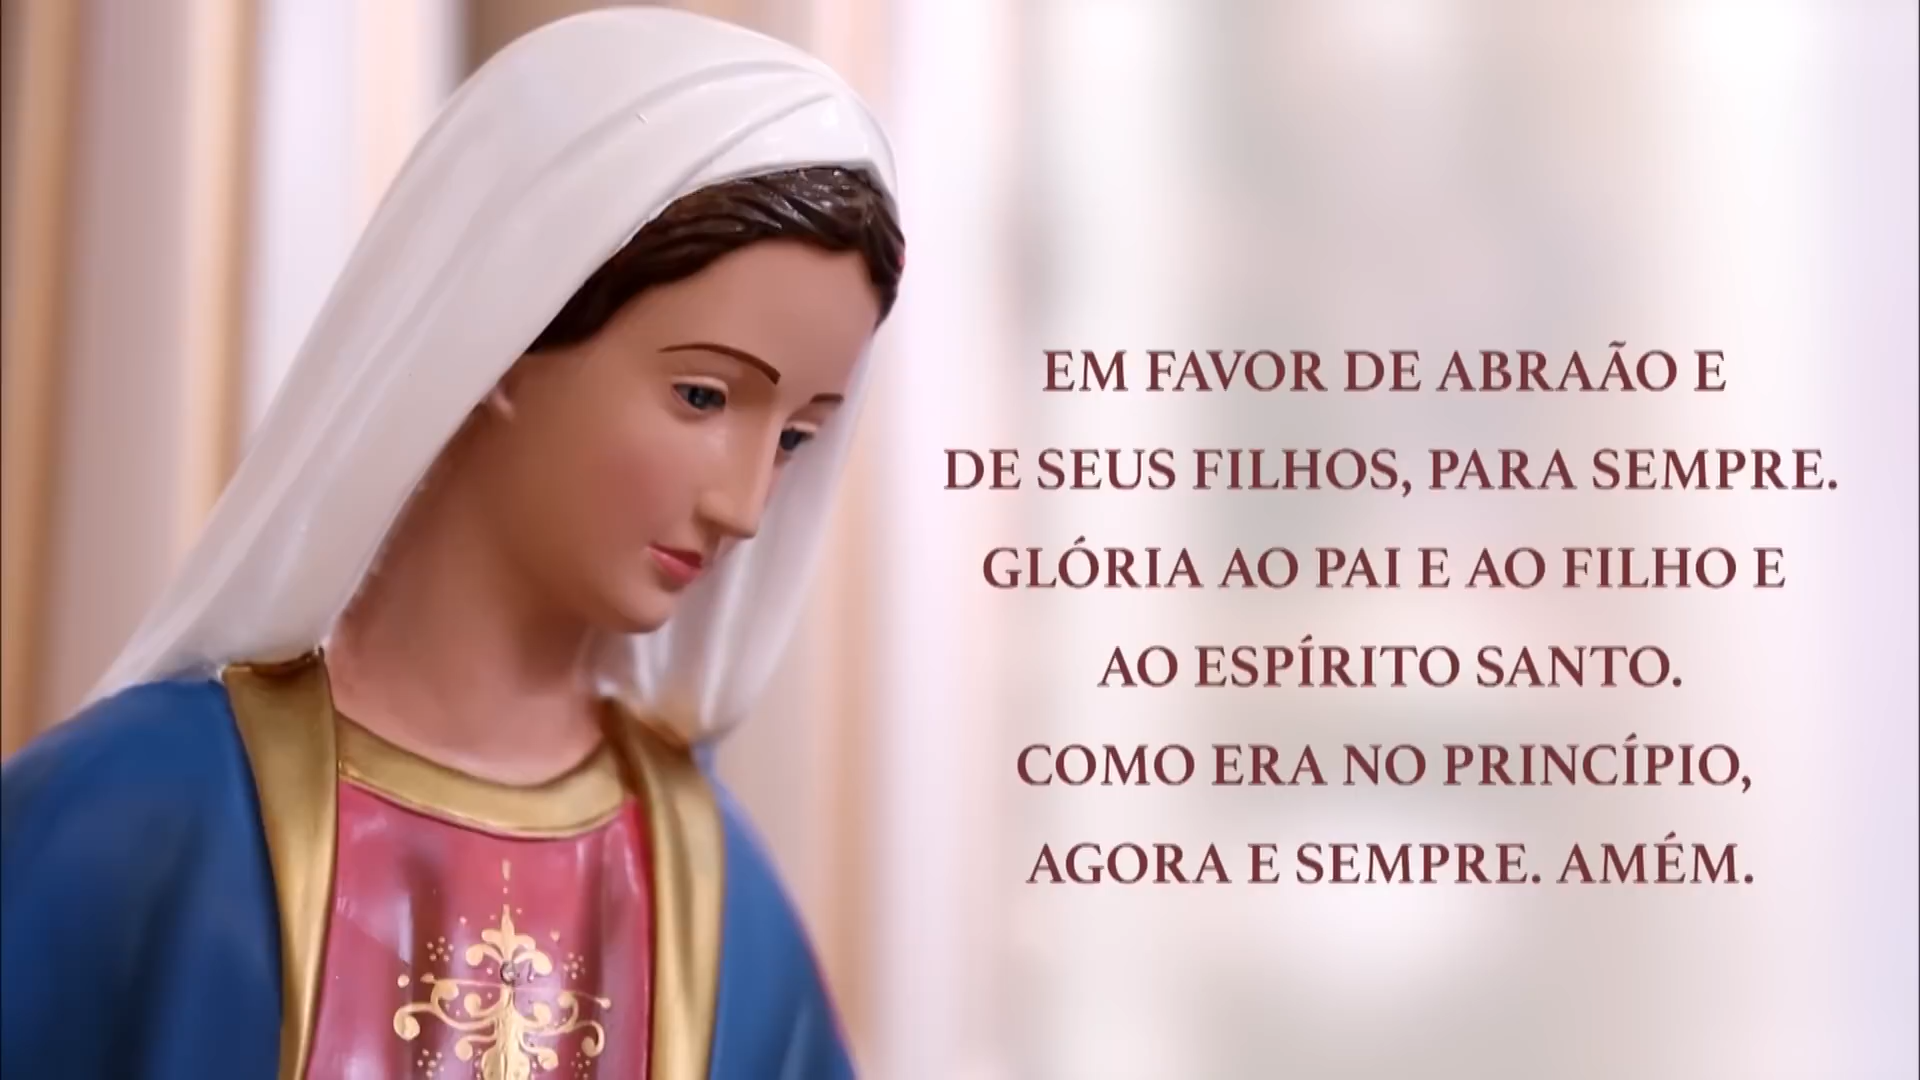 EM FAVOR DE ABRAÃO E
DE SEUS FILHOS, PARA SEMPRE.
GLÓRIA AO PAI E AO FILHO E
AO ESPÍRITO SANTO.
COMO ERA NO PRINCÍPIO,
AGORA E SEMPRE. AMÉM.